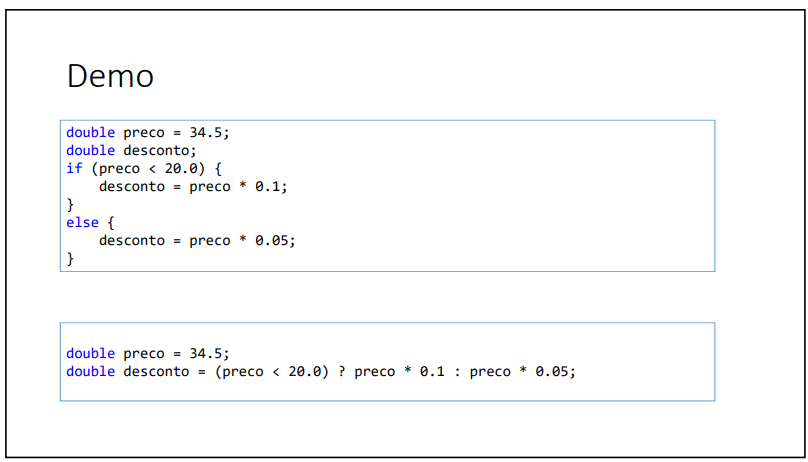 Demo
double preco = 34.5;
double desconto;
if (preco < 20.0) {
    desconto = preco * 0.1;
}
else {
    desconto = preco * 0.05;
}
double preco = 34.5;
double desconto = (preco < 20.0) ? preco * 0.1 : preco * 0.05;